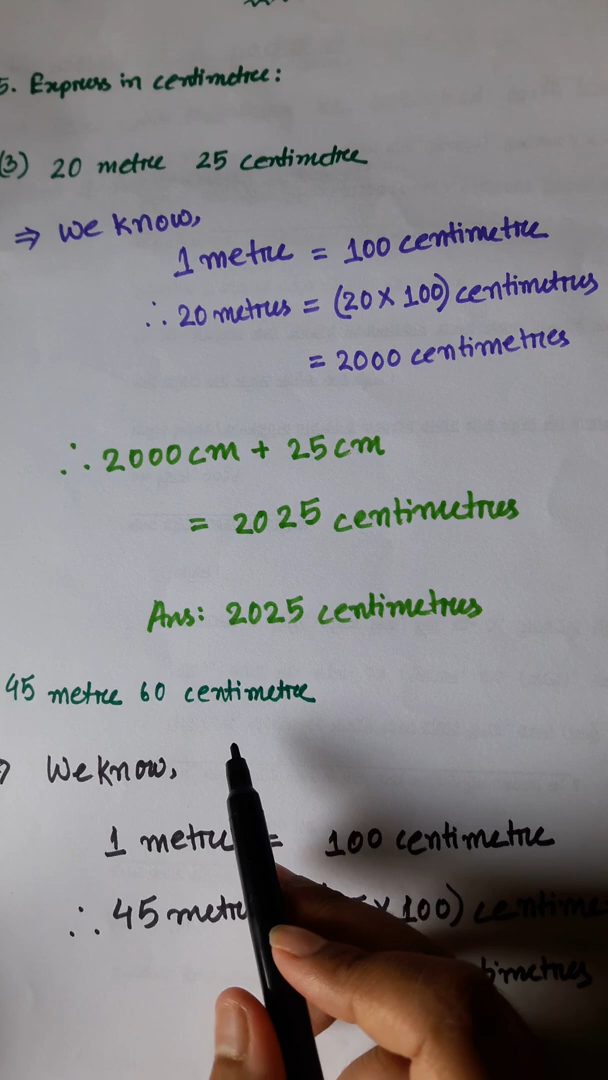 5. Express in centimetre:
(3) 20 metre 25 centimetre
⇒ We know,
1 metre = 100 centimetre
∴ 20 metres = (20 × 100) centimetres
= 2000 centimetres
∴ 2000 cm + 25 cm
= 2025 centimetres
Ans: 2025 centimetres
45 metre 60 centimetre
We know,
1 metre = 100 centimetre
∴ 45 metre × 100) centime